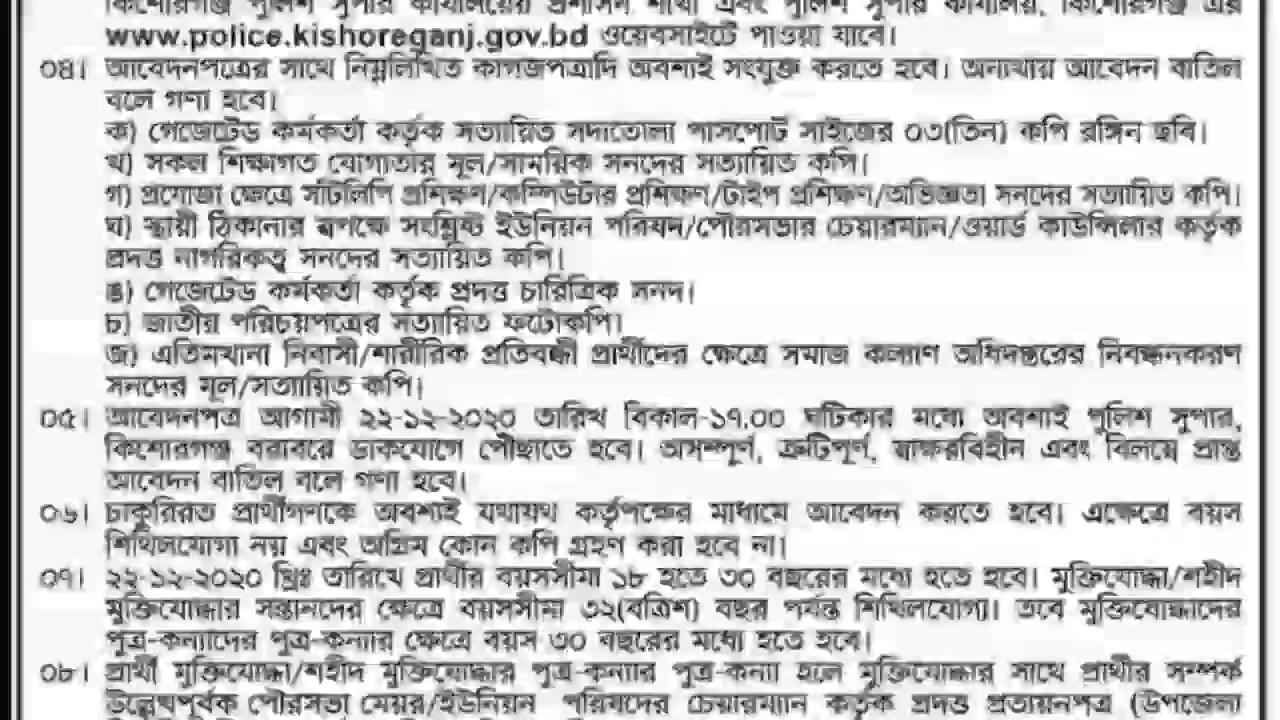 কিশোরগঞ্জ পুলিশ সুপার কার্যালয়ের প্রশাসন শাখা এবং পুলিশ সুপার কার্যালয়, কিশোরগঞ্জ এর
www.police.kishoreganj.gov.bd ওয়েবসাইটে পাওয়া যাবে।
০৪। আবেদনপত্রের সাথে নিম্নলিখিত কাগজপত্রাদি অবশ্যই সংযুক্ত করতে হবে। অন্যথায় আবেদন বাতিল
বলে গণ্য হবে।
ক) গেজেটেড কর্মকর্তা কর্তৃক সত্যায়িত সদ্যতোলা পাসপোর্ট সাইজের ০৩(তিন) কপি রঙ্গিন ছবি।
খ) সকল শিক্ষাগত যোগ্যতার মূল/সাময়িক সনদের সত্যায়িত কপি।
গ) প্রযোজ্য ক্ষেত্রে সাঁটলিপি প্রশিক্ষণ/কম্পিউটার প্রশিক্ষণ/টাইপ প্রশিক্ষণ/অভিজ্ঞতা সনদের সত্যায়িত কপি।
ঘ) স্থায়ী ঠিকানার স্বপক্ষে সংশ্লিষ্ট ইউনিয়ন পরিষদ/পৌরসভার চেয়ারম্যান/ওয়ার্ড কাউন্সিলার কর্তৃক
প্রদত্ত নাগরিকত্ব সনদের সত্যায়িত কপি।
ঙ) গেজেটেড কর্মকর্তা কর্তৃক প্রদত্ত চারিত্রিক সনদ।
চ) জাতীয় পরিচয়পত্রের সত্যায়িত ফটোকপি।
জ) এতিমখানা নিবাসী/শারীরিক প্রতিবন্ধী প্রার্থীদের ক্ষেত্রে সমাজ কল্যাণ অধিদপ্তরের নিবন্ধনকরণ
সনদের মূল/সত্যায়িত কপি।
০৫। আবেদনপত্র আগামী ২২-১২-২০২০ তারিখ বিকাল-১৭.০০ ঘটিকার মধ্যে অবশ্যই পুলিশ সুপার,
কিশোরগঞ্জ বরাবরে ডাকযোগে পৌঁছাতে হবে। অসম্পূর্ণ, ত্রুটিপূর্ণ, স্বাক্ষরবিহীন এবং বিলম্বে প্রাপ্ত
আবেদন বাতিল বলে গণ্য হবে।
০৬। চাকুরিরত প্রার্থীগণকে অবশ্যই যথাযথ কর্তৃপক্ষের মাধ্যমে আবেদন করতে হবে। এক্ষেত্রে বয়স
শিথিলযোগ্য নয় এবং অগ্রিম কোন কপি গ্রহণ করা হবে না।
০৭। ২২-১২-২০২০ খ্রিঃ তারিখে প্রার্থীর বয়সসীমা ১৮ হতে ৩০ বছরের মধ্যে হতে হবে। মুক্তিযোদ্ধা/শহীদ
মুক্তিযোদ্ধার সন্তানদের ক্ষেত্রে বয়সসীমা ৩২(বত্রিশ) বছর পর্যন্ত শিথিলযোগ্য। তবে মুক্তিযোদ্ধাদের
পুত্র-কন্যাদের পুত্র-কন্যার ক্ষেত্রে বয়স ৩০ বছরের মধ্যে হতে হবে।
০৮। প্রার্থী মুক্তিযোদ্ধা/শহীদ মুক্তিযোদ্ধার পুত্র-কন্যার পুত্র-কন্যা হলে মুক্তিযোদ্ধার সাথে প্রার্থীর সম্পর্ক
উল্লেখপূর্বক পৌরসভা মেয়র/ইউনিয়ন পরিষদের চেয়ারম্যান কর্তৃক প্রদত্ত প্রত্যয়নপত্র (উপজেলা